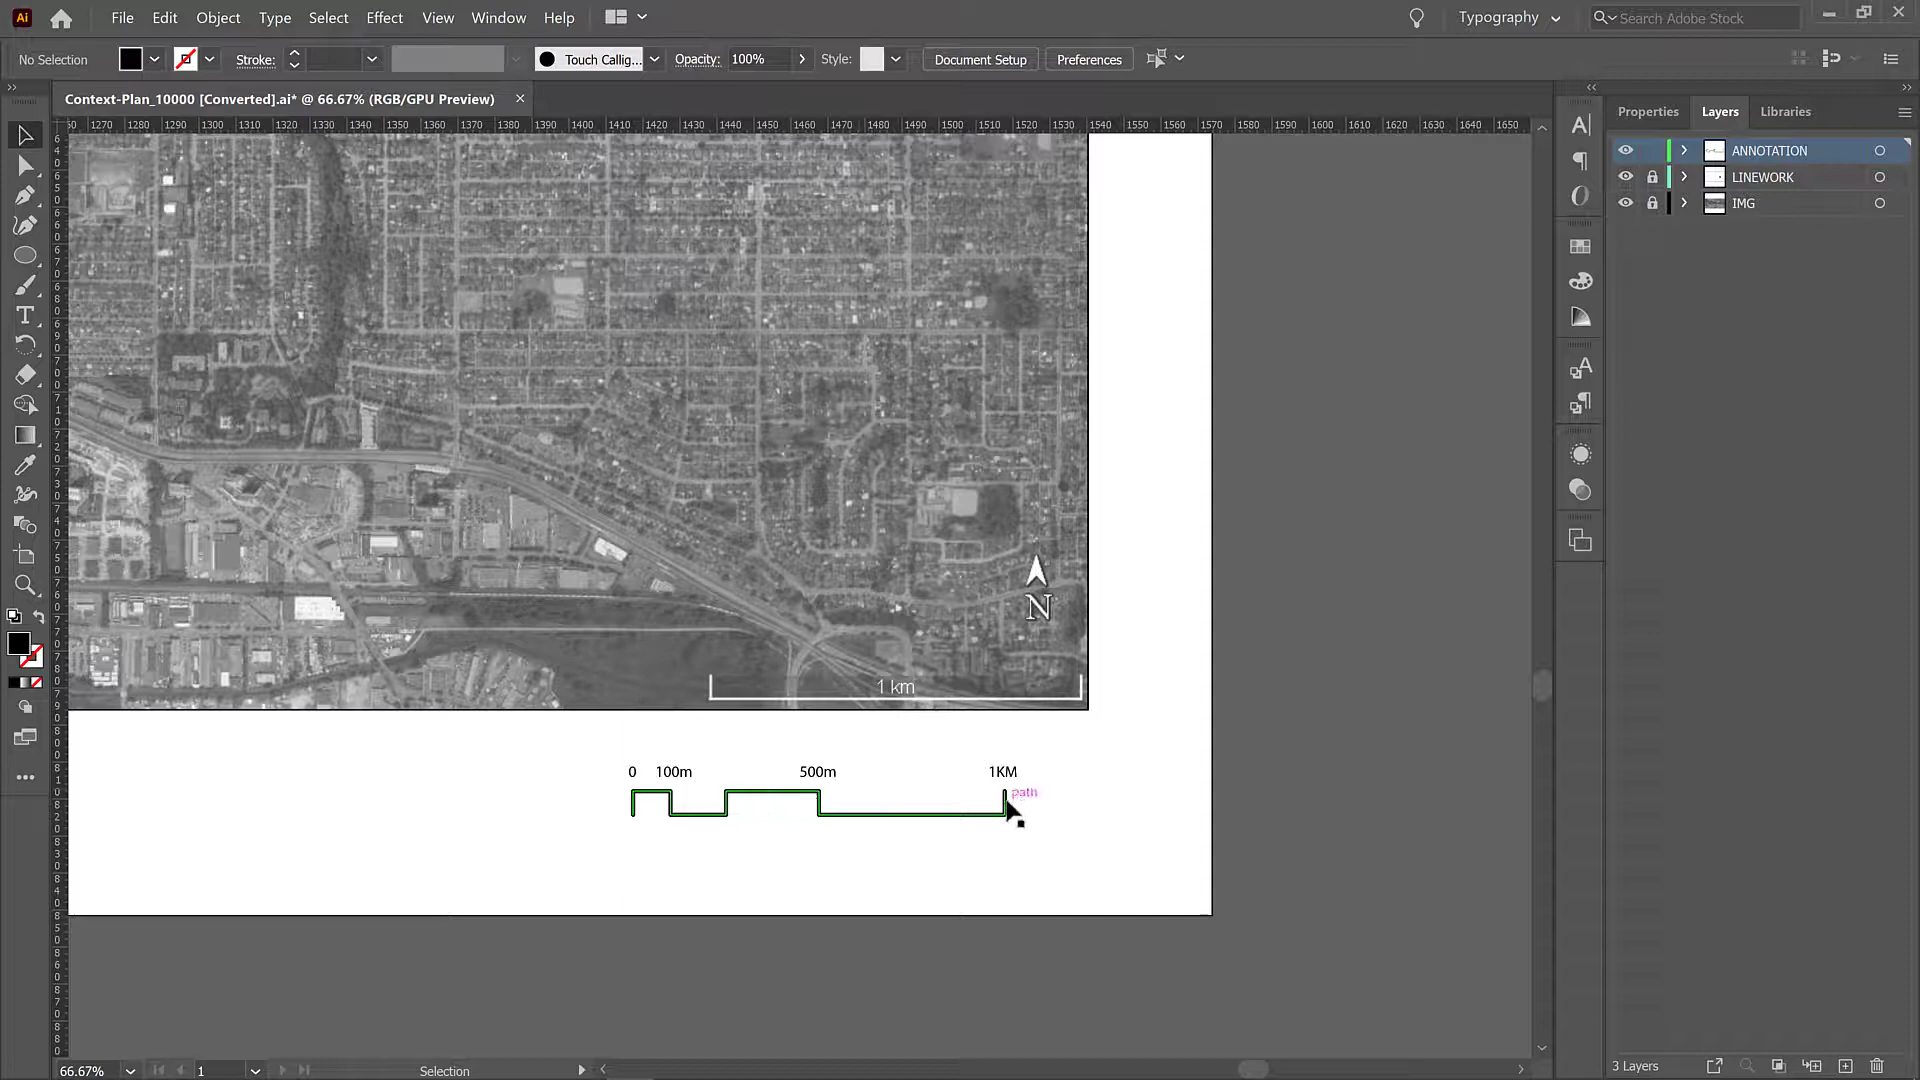 Ai File Edit Object Type Select Effect View Window Help Typography Search Adobe Stock
No Selection Stroke: Touch Callig... Opacity: 100% Style: Document Setup Preferences
Context-Plan_10000 [Converted].ai* @ 66.67% (RGB/GPU Preview)
1270 1280 1290 1300 1310 1320 1330 1340 1350 1360 1370 1380 1390 1400 1410 1420 1430 1440 1450 1460 1470 1480 1490 1500 1510 1520 1530 1540 1550 1560 1570 1580 1590 1600 1610 1620 1630 1640 1650
Properties Layers Libraries
ANNOTATION
LINEWORK
IMG
N
1 km
0 100m 500m 1KM
path
66.67% 1 Selection
3 Layers